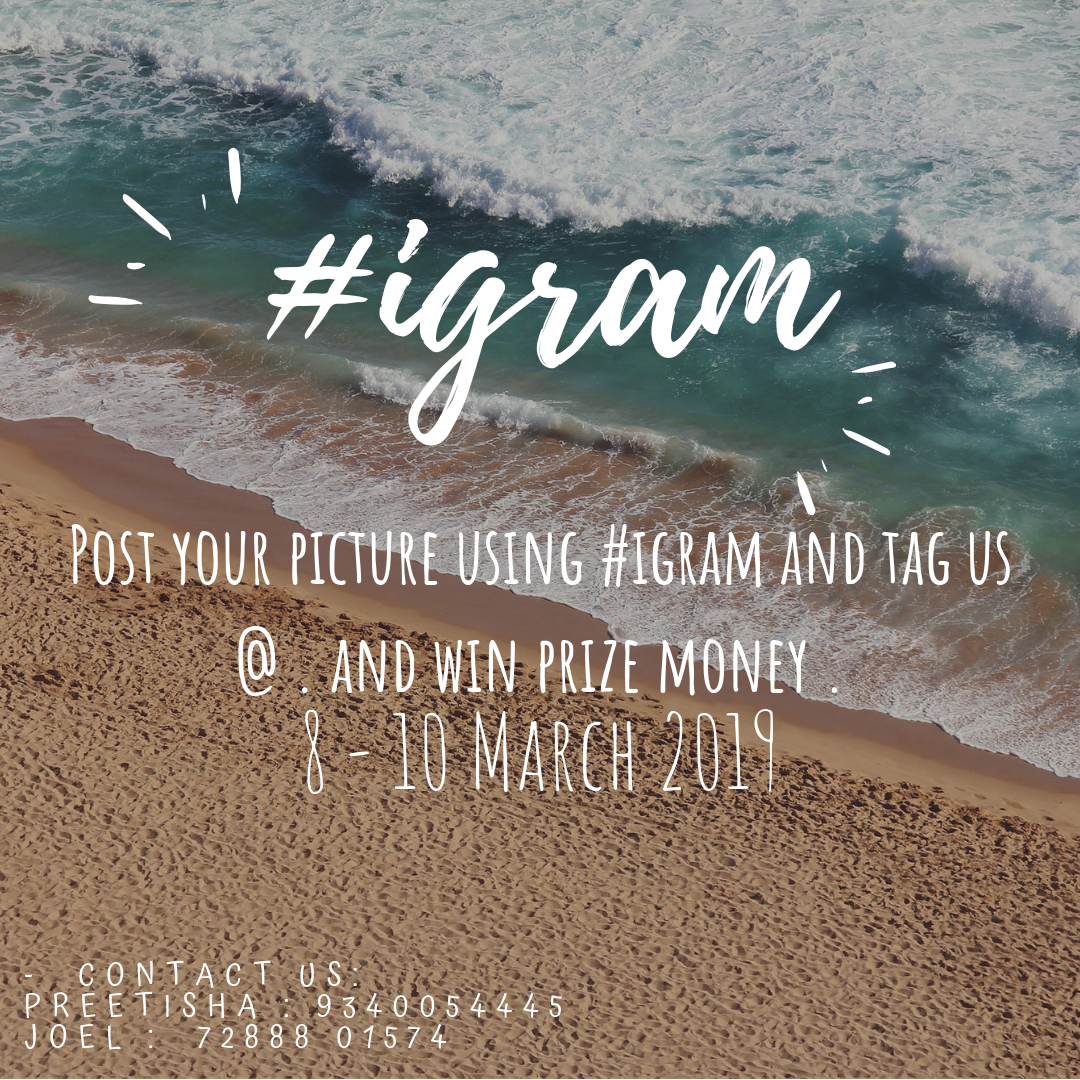 #igram
Post your picture using #igram and tag us
@ . and win prize money .
8 - 10 March 2019
- CONTACT US:
PREETISHA : 9340054445
JOEL : 72888 01574